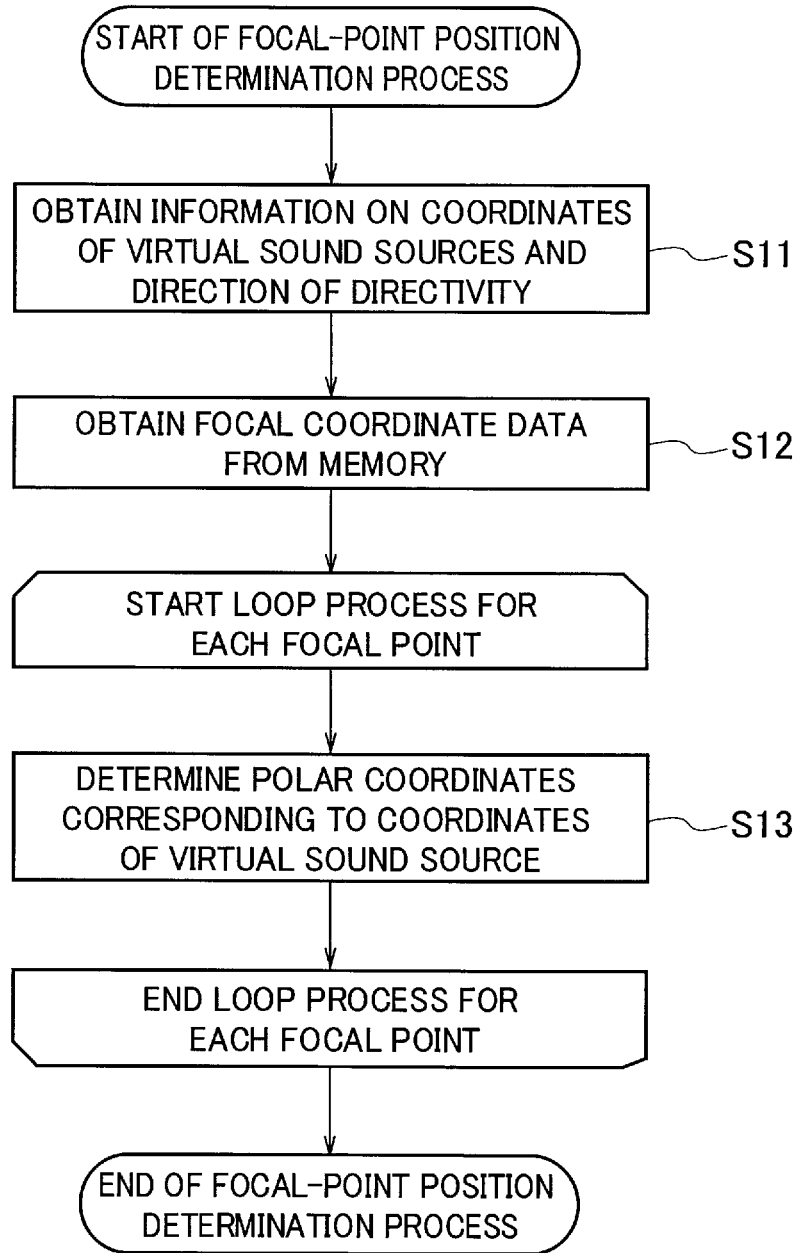 START OF FOCAL-POINT POSITION
DETERMINATION PROCESS
OBTAIN INFORMATION ON COORDINATES
OF VIRTUAL SOUND SOURCES AND
DIRECTION OF DIRECTIVITY
S11
OBTAIN FOCAL COORDINATE DATA
FROM MEMORY
S12
START LOOP PROCESS FOR
EACH FOCAL POINT
DETERMINE POLAR COORDINATES
CORRESPONDING TO COORDINATES
OF VIRTUAL SOUND SOURCE
S13
END LOOP PROCESS FOR
EACH FOCAL POINT
END OF FOCAL-POINT POSITION
DETERMINATION PROCESS